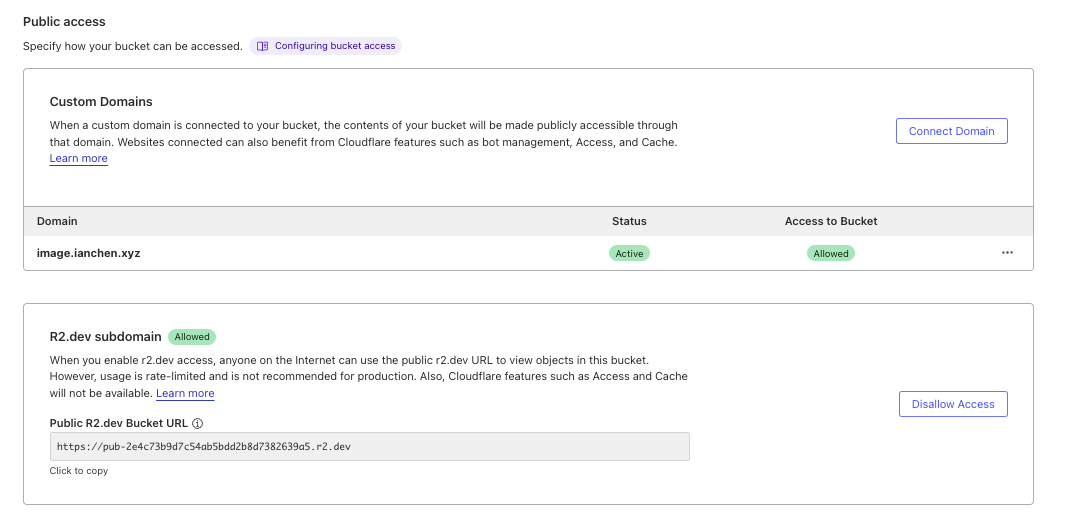 Public access
Specify how your bucket can be accessed. Configuring bucket access
Custom Domains
When a custom domain is connected to your bucket, the contents of your bucket will be made publicly accessible through
that domain. Websites connected can also benefit from Cloudflare features such as bot management, Access, and Cache.
Learn more
Connect Domain
Domain Status Access to Bucket
image.ianchen.xyz Active Allowed ...
R2.dev subdomain Allowed
When you enable r2.dev access, anyone on the Internet can use the public r2.dev URL to view objects in this bucket.
However, usage is rate-limited and is not recommended for production. Also, Cloudflare features such as Access and Cache
will not be available. Learn more
Disallow Access
Public R2.dev Bucket URL
https://pub-2e4c73b9d7c54ab5bdd2b8d7382639a5.r2.dev
Click to copy